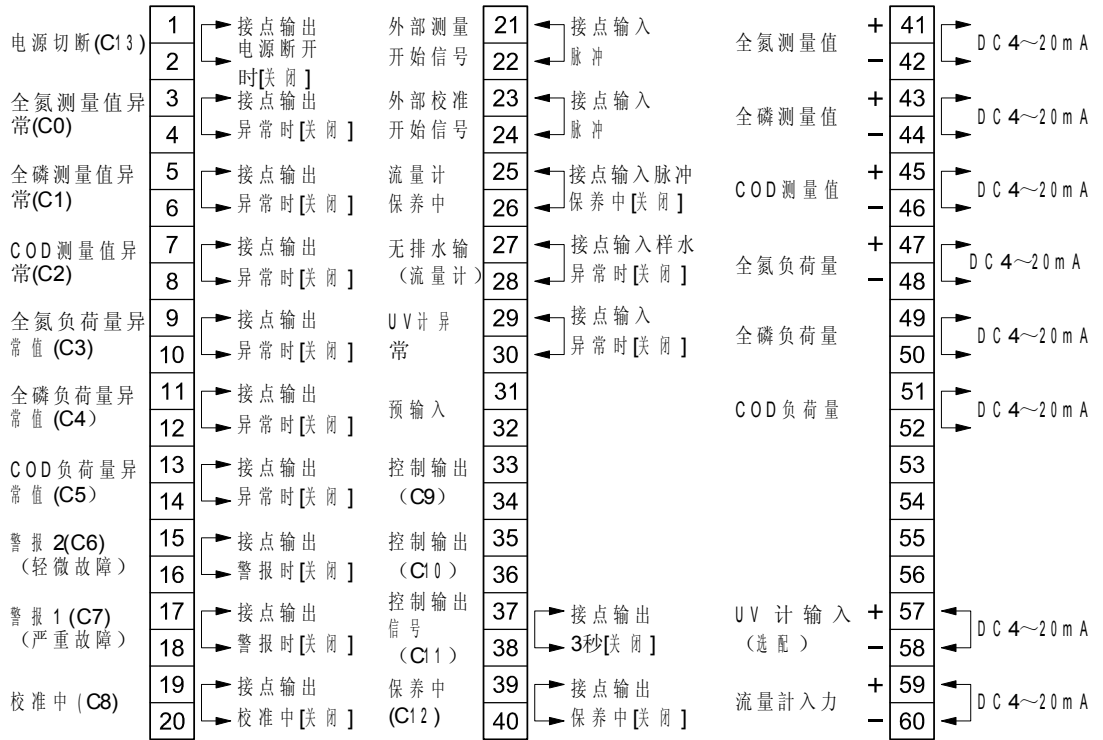 电源切断(C13)
1
2
接点输出
电源断开
时[关闭]
全氮测量值异
常(C0)
3
4
接点输出
异常时[关闭]
全磷测量值异
常(C1)
5
6
接点输出
异常时[关闭]
COD测量值异
常(C2)
7
8
接点输出
异常时[关闭]
全氮负荷量异
常值 (C3)
9
10
接点输出
异常时[关闭]
全磷负荷量异
常值 (C4）
11
12
接点输出
异常时[关闭]
COD负荷量异
常值 (C5）
13
14
接点输出
异常时[关闭]
警报 2(C6)
（轻微故障）
15
16
接点输出
警报时[关闭]
警报 1 (C7)
（严重故障）
17
18
接点输出
警报时[关闭]
校准中 (C8)
19
20
接点输出
校准中[关闭]
外部测量
开始信号
21
22
接点输入
脉冲
外部校准
开始信号
23
24
接点输入
脉冲
流量计
保养中
25
26
接点输入脉冲
保养中[关闭]
无排水输
（流量计）
27
28
接点输入样水
异常时[关闭]
UV计异
常
29
30
接点输入
异常时[关闭]
预输入
31
32
控制输出
（C9）
33
34
控制输出
（C10）
35
36
控制输出
信号
（C11）
37
38
接点输出
3秒[关闭]
保养中
(C12)
39
40
接点输出
保养中[关闭]
全氮测量值
+ 41
− 42
DC4～20mA
全磷测量值
+ 43
− 44
DC4～20mA
COD测量值
+ 45
− 46
DC4～20mA
全氮负荷量
+ 47
− 48
DC4～20mA
全磷负荷量
49
50
DC4～20mA
COD负荷量
51
52
DC4～20mA
53
54
55
56
UV 计输入
（选配）
+ 57
− 58
DC4～20mA
流量計入力
+ 59
− 60
DC4～20mA